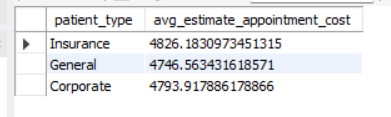 patient_type avg_estimate_appointment_cost
Insurance 4826.1830973451315
General 4746.563431618571
Corporate 4793.917886178866